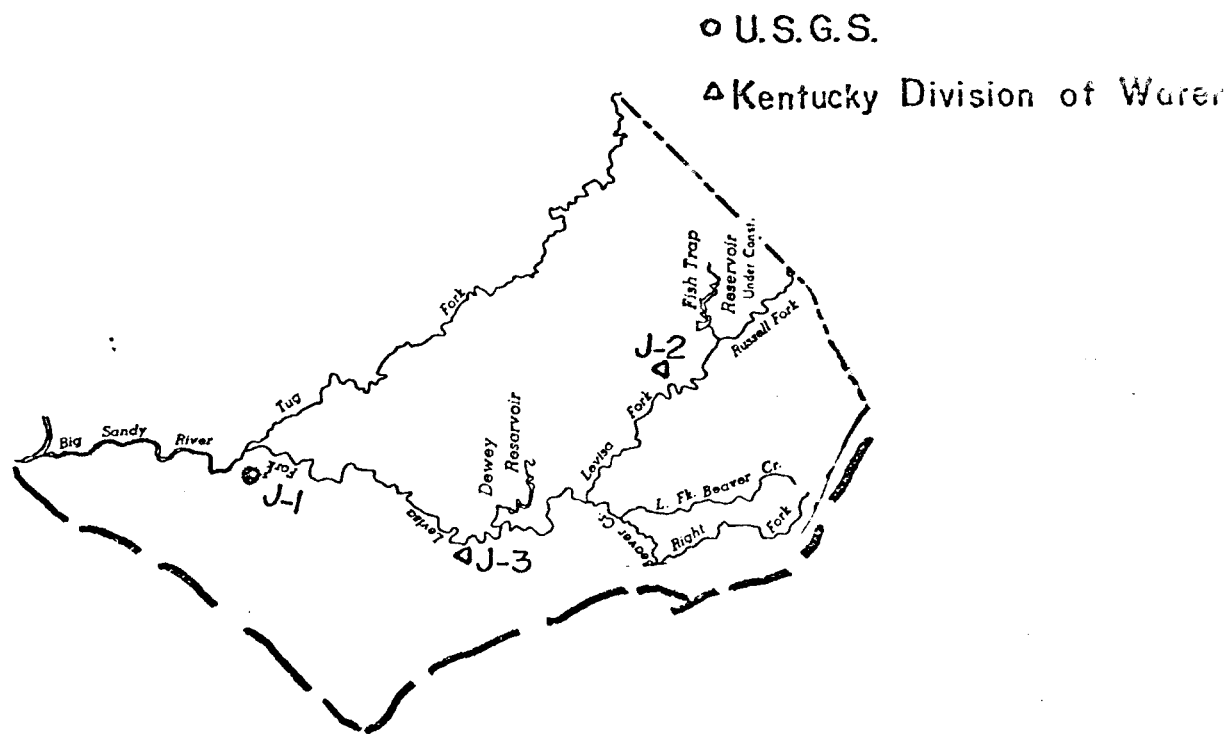 U.S.G.S.
Kentucky Division of Water
Fish Trap
Reservoir
Under Const.
Russell Fork
Fork
J-2
Tug
Fork
Levisa
Big Sandy River
Dewey
Reservoir
J-1
Fork
Levisa
L. Fk. Beaver Cr.
Beaver Cr.
Right Fork
J-3